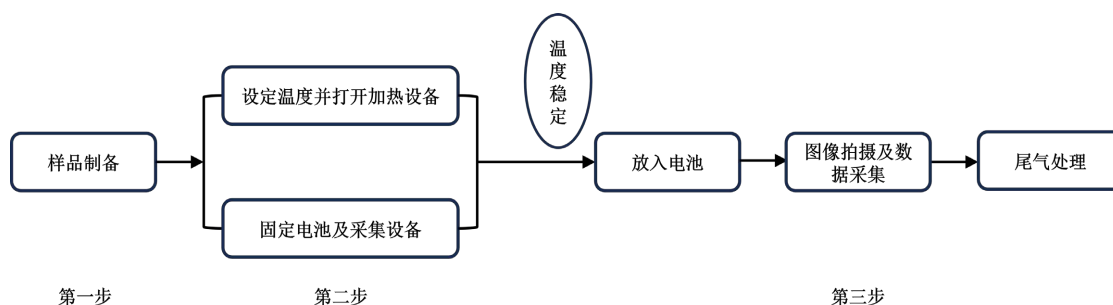 温
度
稳
定
设定温度并打开加热设备
样品制备
放入电池
图像拍摄及数
据采集
尾气处理
固定电池及采集设备
第一步
第二步
第三步